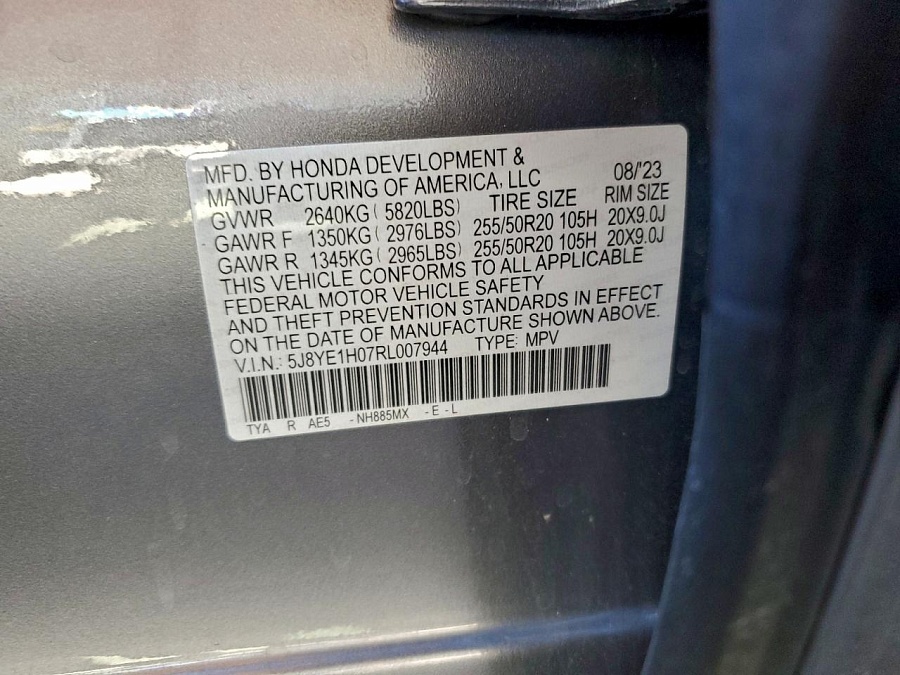 MFD. BY HONDA DEVELOPMENT & 08/'23
MANUFACTURING OF AMERICA, LLC TIRE SIZE RIM SIZE
GVWR 2640KG ( 5820LBS)
GAWR F 1350KG ( 2976LBS) 255/50R20 105H 20X9.0J
GAWR R 1345KG ( 2965LBS) 255/50R20 105H 20X9.0J
THIS VEHICLE CONFORMS TO ALL APPLICABLE
FEDERAL MOTOR VEHICLE SAFETY
AND THEFT PREVENTION STANDARDS IN EFFECT
ON THE DATE OF MANUFACTURE SHOWN ABOVE.
V.I.N.: 5J8YE1H07RL007944 TYPE: MPV
TYA R AE5 - NH885MX - E - L